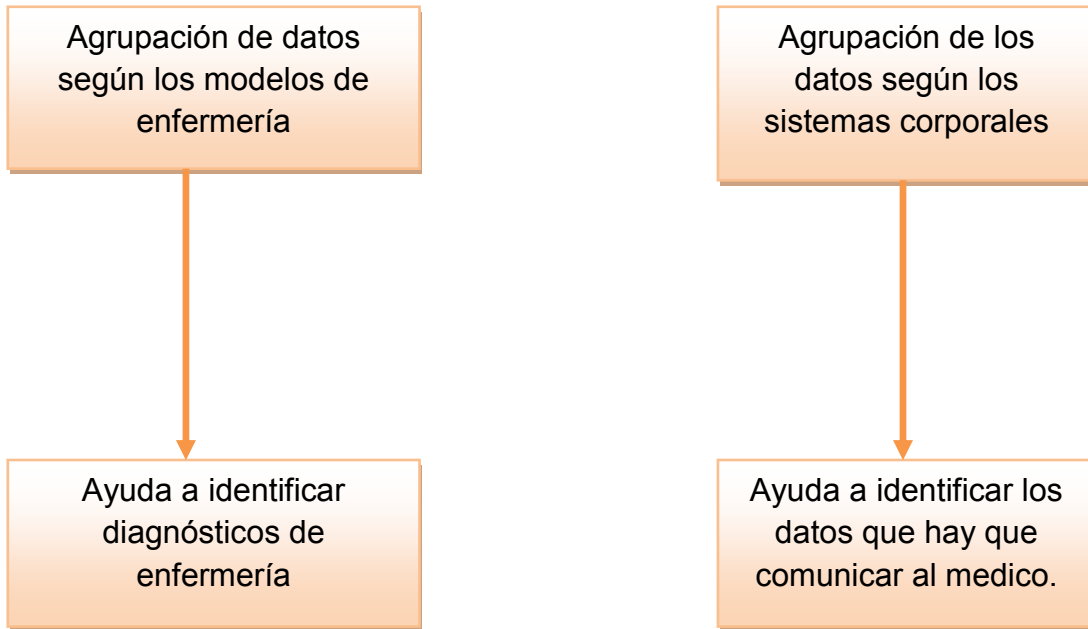 Agrupación de datos
según los modelos de
enfermería
Agrupación de los
datos según los
sistemas corporales
Ayuda a identificar
diagnósticos de
enfermería
Ayuda a identificar los
datos que hay que
comunicar al medico.